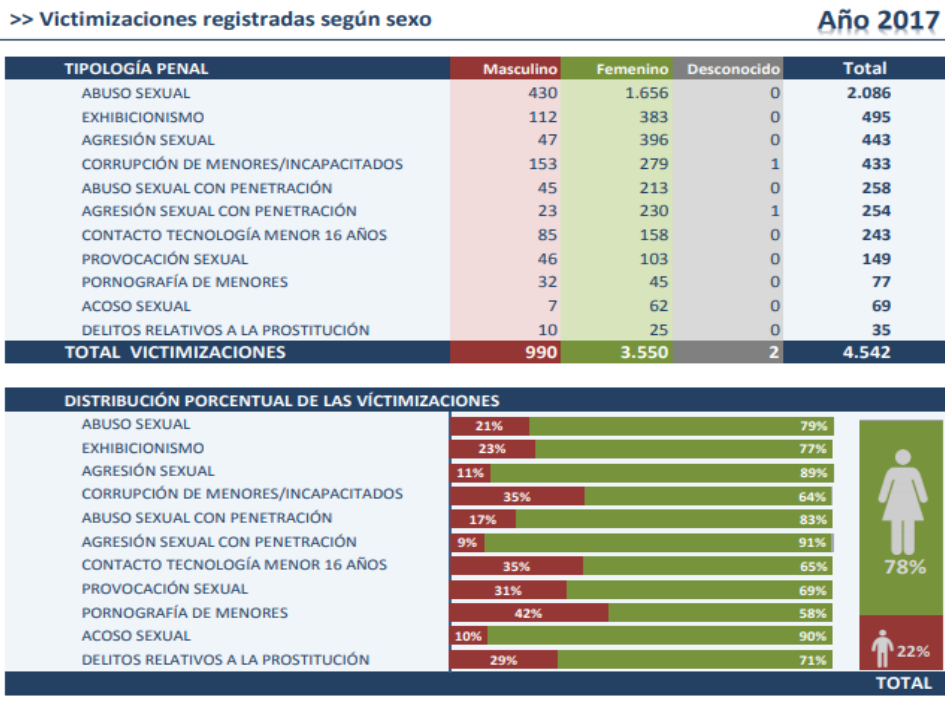 >> Victimizaciones registradas según sexo Año 2017
TIPOLOGÍA PENAL Masculino Femenino Desconocido Total
ABUSO SEXUAL 430 1.656 0 2.086
EXHIBICIONISMO 112 383 0 495
AGRESIÓN SEXUAL 47 396 0 443
CORRUPCIÓN DE MENORES/INCAPACITADOS 153 279 1 433
ABUSO SEXUAL CON PENETRACIÓN 45 213 0 258
AGRESIÓN SEXUAL CON PENETRACIÓN 23 230 1 254
CONTACTO TECNOLOGÍA MENOR 16 AÑOS 85 158 0 243
PROVOCACIÓN SEXUAL 46 103 0 149
PORNOGRAFÍA DE MENORES 32 45 0 77
ACOSO SEXUAL 7 62 0 69
DELITOS RELATIVOS A LA PROSTITUCIÓN 10 25 0 35
TOTAL VICTIMIZACIONES 990 3.550 2 4.542
DISTRIBUCIÓN PORCENTUAL DE LAS VÍCTIMIZACIONES
ABUSO SEXUAL 21% 79%
EXHIBICIONISMO 23% 77%
AGRESIÓN SEXUAL 11% 89%
CORRUPCIÓN DE MENORES/INCAPACITADOS 35% 64%
ABUSO SEXUAL CON PENETRACIÓN 17% 83%
AGRESIÓN SEXUAL CON PENETRACIÓN 9% 91%
CONTACTO TECNOLOGÍA MENOR 16 AÑOS 35% 65% 78%
PROVOCACIÓN SEXUAL 31% 69%
PORNOGRAFÍA DE MENORES 42% 58%
ACOSO SEXUAL 10% 90%
DELITOS RELATIVOS A LA PROSTITUCIÓN 29% 71% 22%
TOTAL